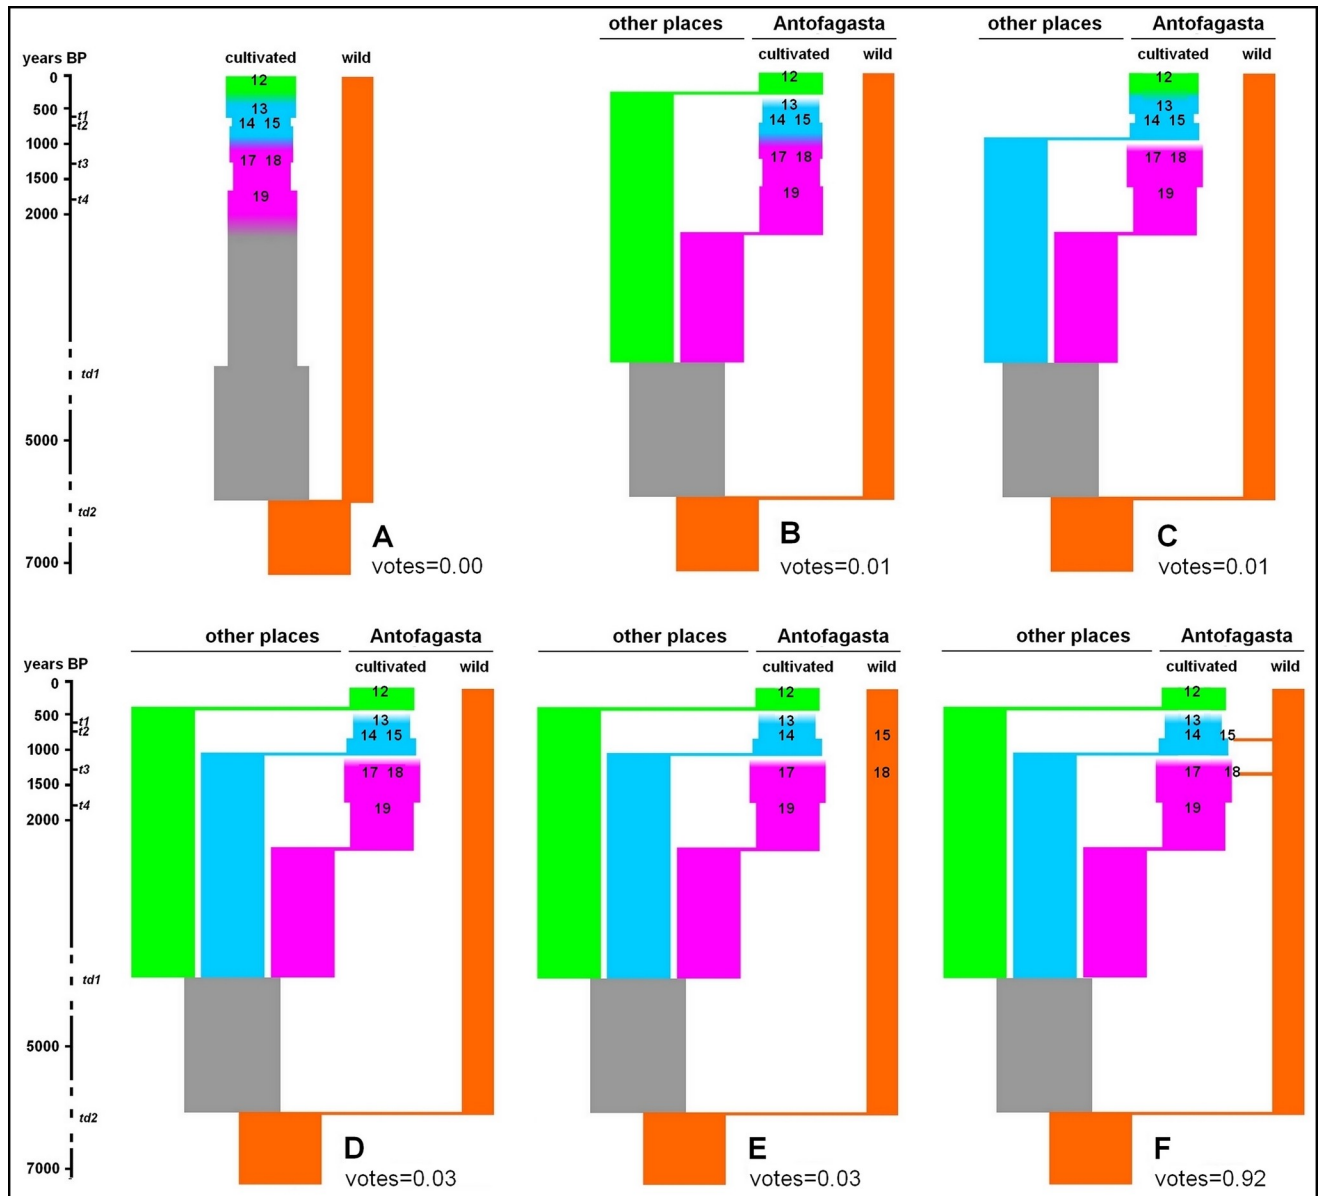 other places Antofagasta other places Antofagasta
years BP cultivated wild cultivated wild cultivated wild
0 12 12 12
500 13 13 13
t1
t2 14 15 14 15 14 15
1000
t3 17 18 17 18 17 18
1500
t4 19 19 19
2000
td1
5000
td2
A B C
7000 votes=0.00 votes=0.01 votes=0.01
other places Antofagasta other places Antofagasta other places Antofagasta
years BP cultivated wild cultivated wild cultivated wild
0 12 12 12
500 13 13 13
t1
t2 14 15 14 15 14 15
1000
t3 17 18 17 18 17 18
1500
t4 19 19 19
2000
td1
5000
td2
D E F
7000 votes=0.03 votes=0.03 votes=0.92